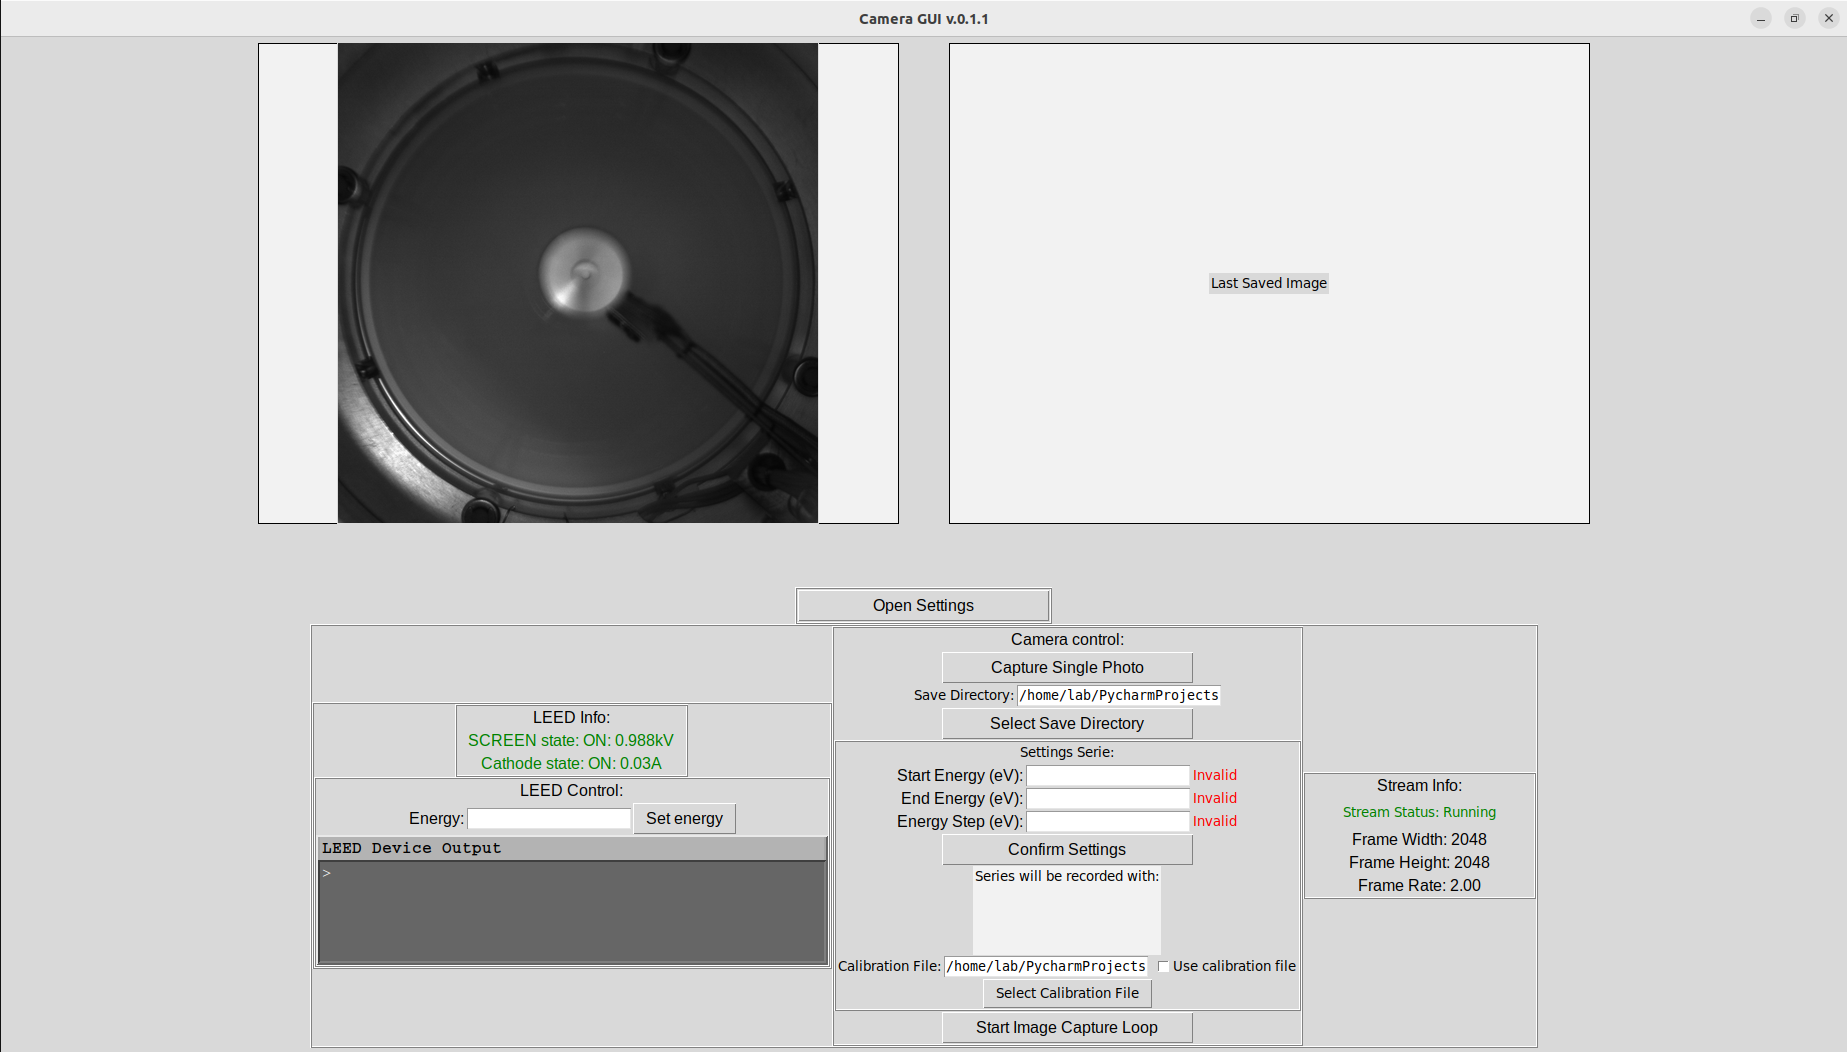 Camera GUI v.0.1.1
Last Saved Image
Open Settings
LEED Info:
SCREEN state: ON: 0.988kV
Cathode state: ON: 0.03A
LEED Control:
Energy:
Set energy
LEED Device Output
>
Camera control:
Capture Single Photo
Save Directory: /home/lab/PycharmProjects
Select Save Directory
Settings Serie:
Start Energy (eV): Invalid
End Energy (eV): Invalid
Energy Step (eV): Invalid
Confirm Settings
Series will be recorded with:
Calibration File: /home/lab/PycharmProjects Use calibration file
Select Calibration File
Start Image Capture Loop
Stream Info:
Stream Status: Running
Frame Width: 2048
Frame Height: 2048
Frame Rate: 2.00